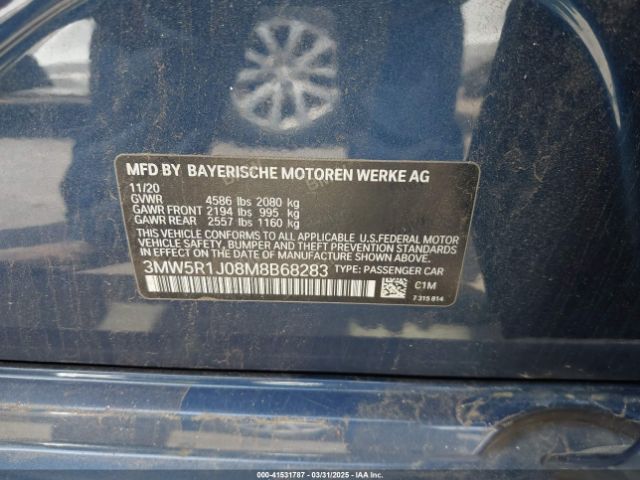 MFD BY BAYERISCHE MOTOREN WERKE AG
11/20
GVWR 4586 lbs 2080 kg
GAWR FRONT 2194 lbs 995 kg
GAWR REAR 2557 lbs 1160 kg
THIS VEHICLE CONFORMS TO ALL APPLICABLE U.S.FEDERAL MOTOR
VEHICLE SAFETY, BUMPER, AND THEFT PREVENTION STANDARDS
IN EFFECT ON THE DATE OF MANUFACTURE SHOWN ABOVE.
3MW5R1J08M8B68283 TYPE: PASSENGER CAR
C1M
7 315 814
000-41531787 - 03/31/2025 - IAAI.COM